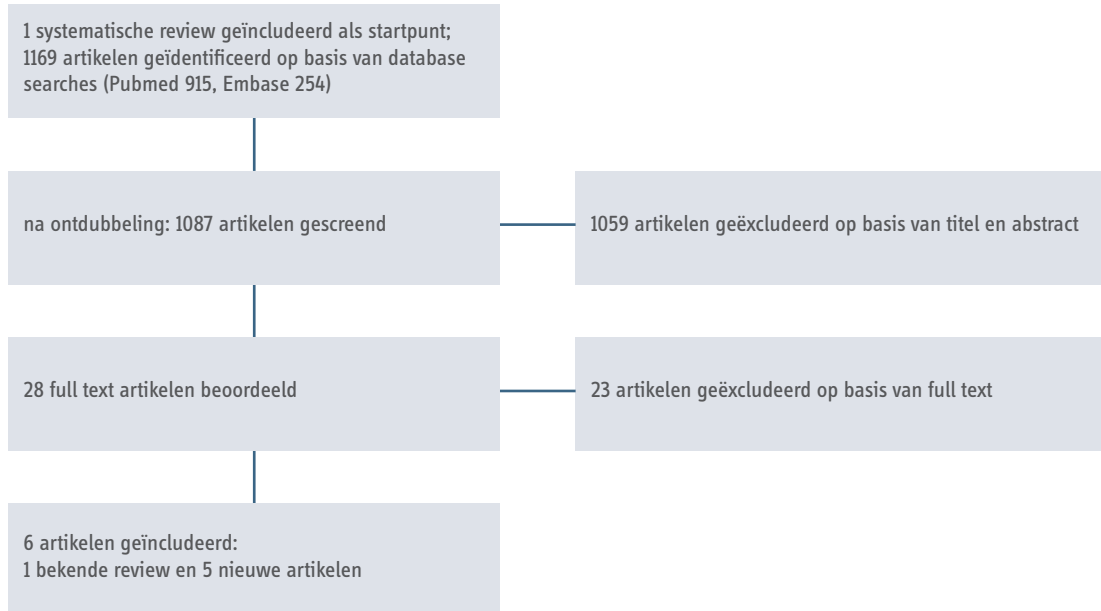 1 systematische review geïncludeerd als startpunt;
1169 artikelen geïdentificeerd op basis van database
searches (Pubmed 915, Embase 254)
na ontdubbeling: 1087 artikelen gescreend
1059 artikelen geëxcludeerd op basis van titel en abstract
28 full text artikelen beoordeeld
23 artikelen geëxcludeerd op basis van full text
6 artikelen geïncludeerd:
1 bekende review en 5 nieuwe artikelen